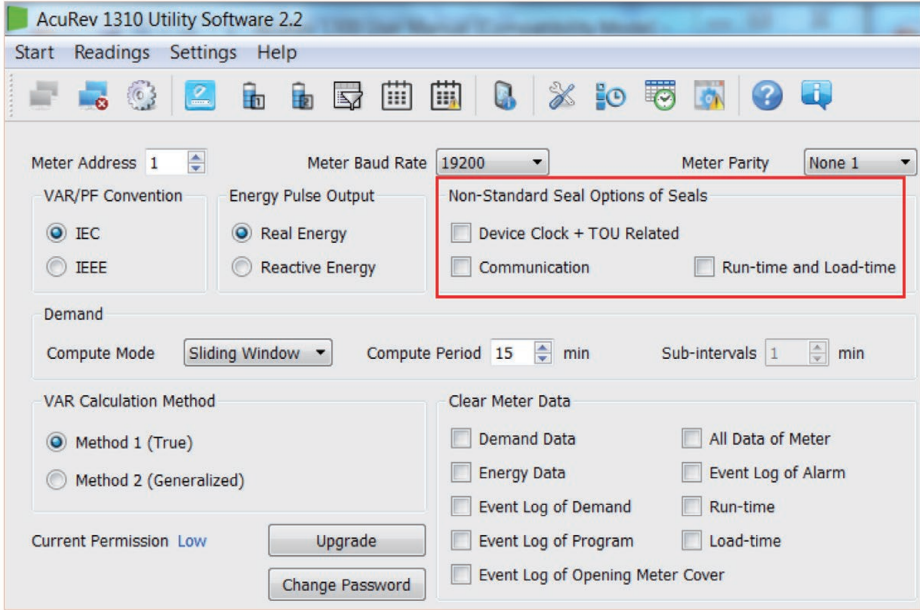 AcuRev 1310 Utility Software 2.2
Start Readings Settings Help
Meter Address 1 Meter Baud Rate 19200 Meter Parity None 1
VAR/PF Convention
IEC
IEEE
Energy Pulse Output
Real Energy
Reactive Energy
Non-Standard Seal Options of Seals
Device Clock + TOU Related
Communication Run-time and Load-time
Demand
Compute Mode Sliding Window Compute Period 15 min Sub-intervals 1 min
VAR Calculation Method
Method 1 (True)
Method 2 (Generalized)
Current Permission Low Upgrade
Change Password
Clear Meter Data
Demand Data All Data of Meter
Energy Data Event Log of Alarm
Event Log of Demand Run-time
Event Log of Program Load-time
Event Log of Opening Meter Cover